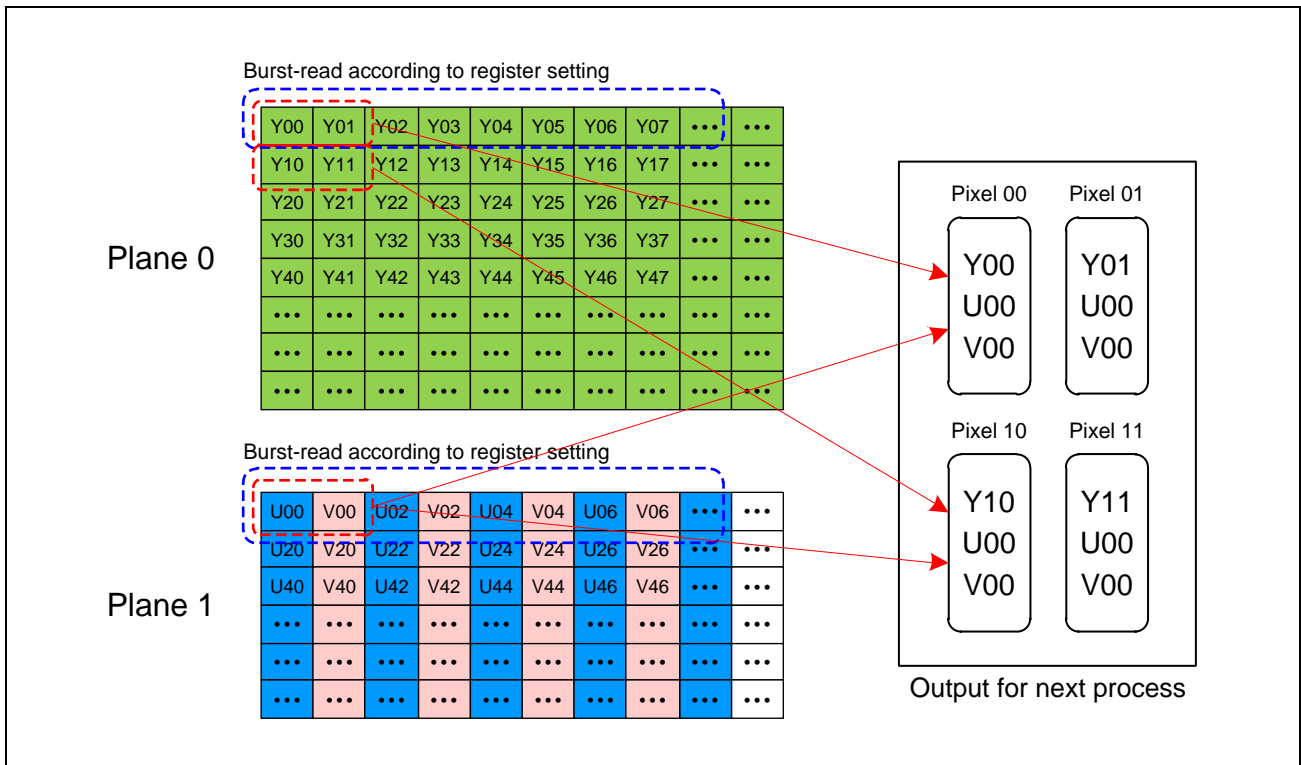 Burst-read according to register setting
Y00 Y01 Y02 Y03 Y04 Y05 Y06 Y07 ••• •••
Y10 Y11 Y12 Y13 Y14 Y15 Y16 Y17 ••• •••
Y20 Y21 Y22 Y23 Y24 Y25 Y26 Y27 ••• •••
Y30 Y31 Y32 Y33 Y34 Y35 Y36 Y37 ••• •••
Y40 Y41 Y42 Y43 Y44 Y45 Y46 Y47 ••• •••
••• ••• ••• ••• ••• ••• ••• ••• ••• •••
••• ••• ••• ••• ••• ••• ••• ••• ••• •••
••• ••• ••• ••• ••• ••• ••• ••• ••• •••
Plane 0
Burst-read according to register setting
U00 V00 U02 V02 U04 V04 U06 V06 ••• •••
U20 V20 U22 V22 U24 V24 U26 V26 ••• •••
U40 V40 U42 V42 U44 V44 U46 V46 ••• •••
••• ••• ••• ••• ••• ••• ••• ••• ••• •••
••• ••• ••• ••• ••• ••• ••• ••• ••• •••
••• ••• ••• ••• ••• ••• ••• ••• ••• •••
Plane 1
Pixel 00 Pixel 01
Y00 Y01
U00 U00
V00 V00
Pixel 10 Pixel 11
Y10 Y11
U00 U00
V00 V00
Output for next process